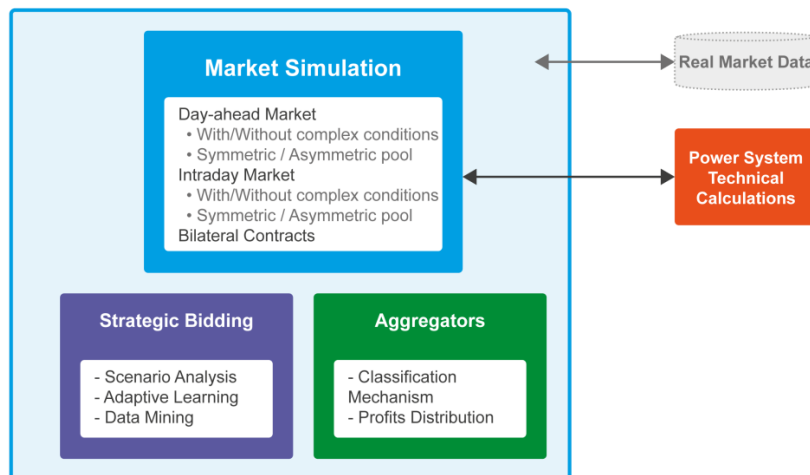 Market Simulation
Day-ahead Market
• With/Without complex conditions
• Symmetric / Asymmetric pool
Intraday Market
• With/Without complex conditions
• Symmetric / Asymmetric pool
Bilateral Contracts
Real Market Data
Power System
Technical
Calculations
Strategic Bidding
- Scenario Analysis
- Adaptive Learning
- Data Mining
Aggregators
- Classification
Mechanism
- Profits Distribution